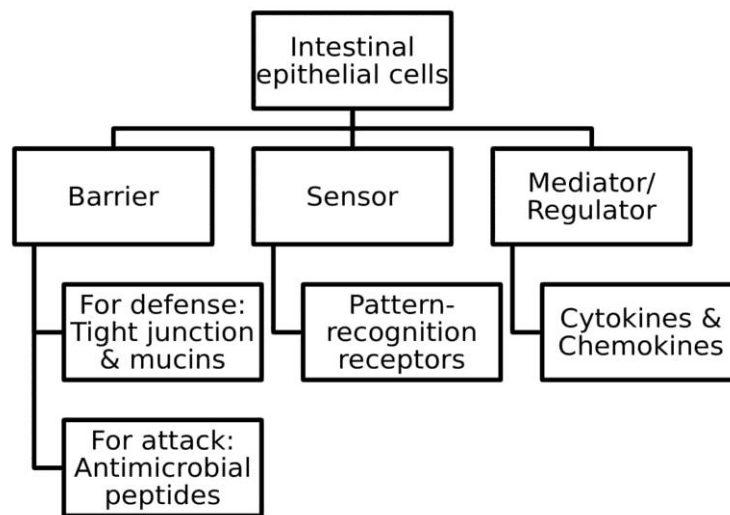 Intestinal
epithelial cells
Barrier
Sensor
Mediator/
Regulator
For defense:
Tight junction
& mucins
Pattern-
recognition
receptors
Cytokines &
Chemokines
For attack:
Antimicrobial
peptides